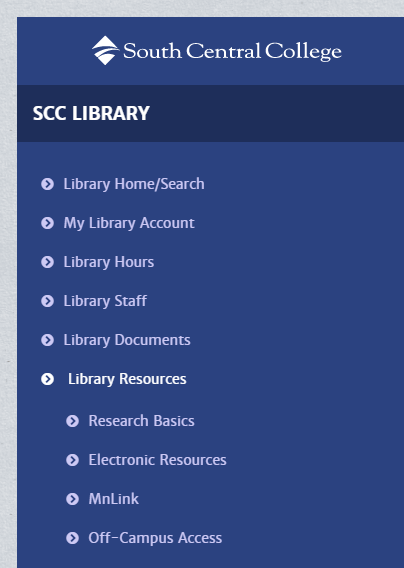 South Central College
SCC LIBRARY
Library Home/Search
My Library Account
Library Hours
Library Staff
Library Documents
Library Resources
Research Basics
Electronic Resources
MnLink
Off-Campus Access